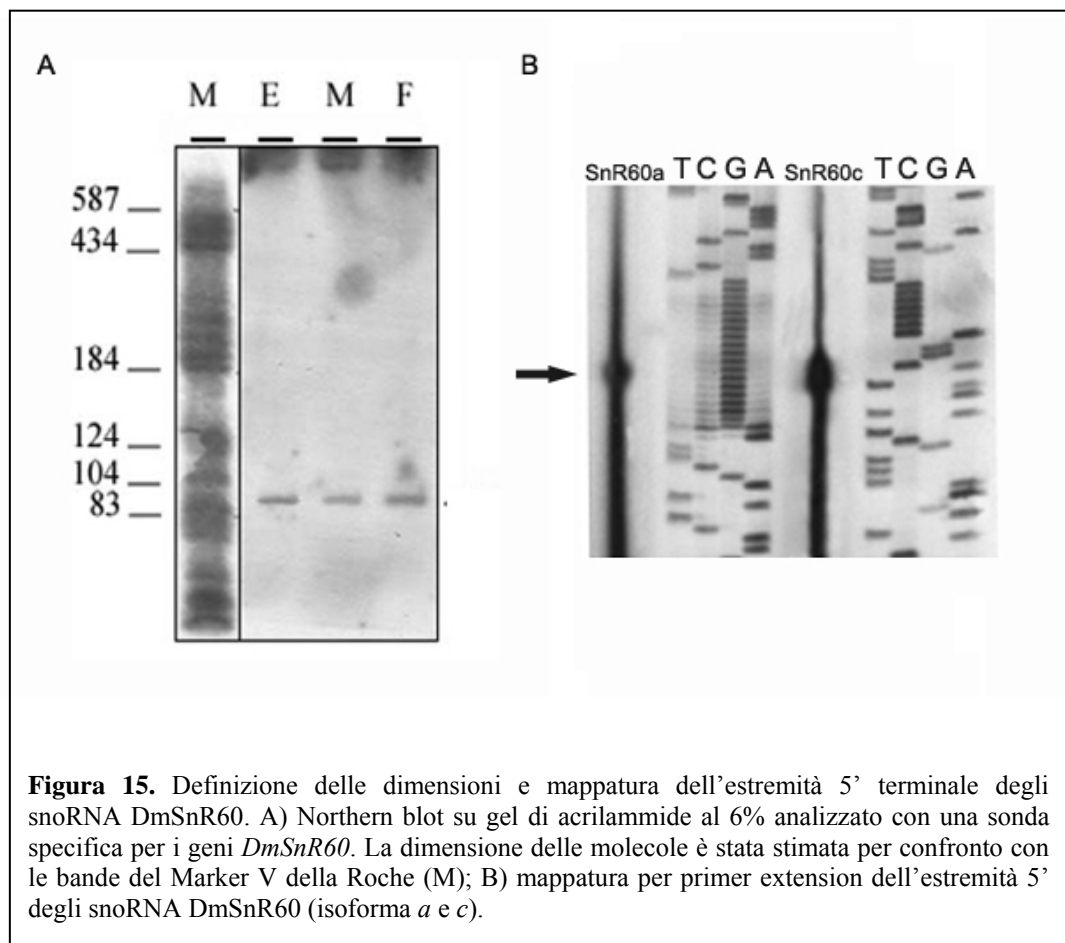 A
B
M E M F
587
434
184
124
104
83
SnR60a T C G A SnR60c T C G A
Figura 15. Definizione delle dimensioni e mappatura dell’estremità 5’ terminale degli
snoRNA DmSnR60. A) Northern blot su gel di acrilammide al 6% analizzato con una sonda
specifica per i geni DmSnR60. La dimensione delle molecole è stata stimata per confronto con
le bande del Marker V della Roche (M); B) mappatura per primer extension dell’estremità 5’
degli snoRNA DmSnR60 (isoforma a e c).